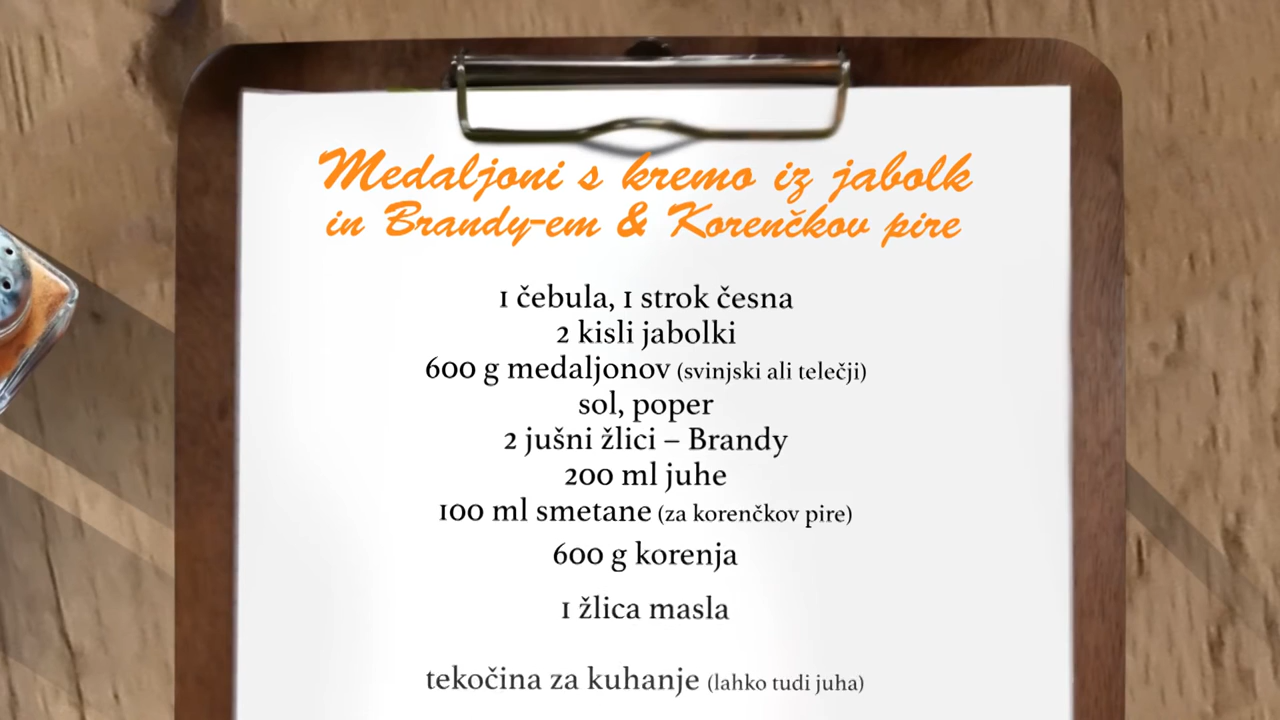 Medaljoni s kremo iz jabolk
in Brandy-em & Korenčkov pire
1 čebula, 1 strok česna
2 kisli jabolki
600 g medaljonov (svinjski ali telečji)
sol, poper
2 jušni žlici – Brandy
200 ml juhe
100 ml smetane (za korenčkov pire)
600 g korenja
1 žlica masla
tekočina za kuhanje (lahko tudi juha)